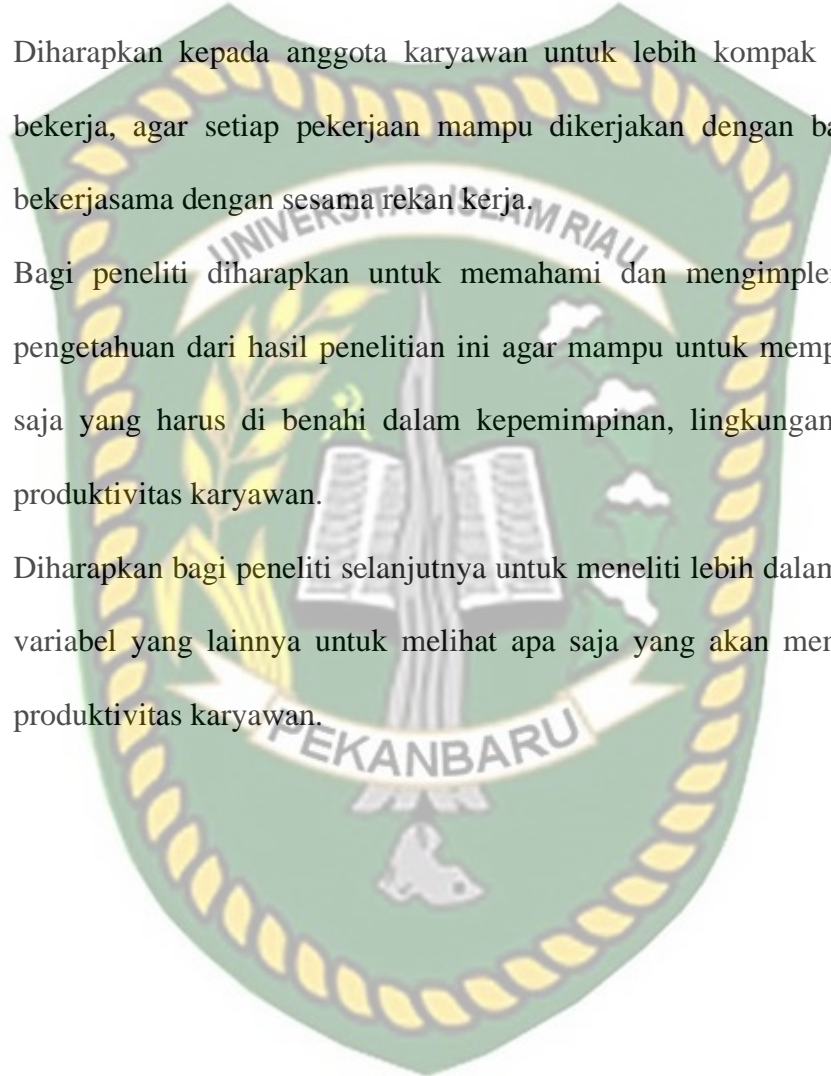 Diharapkan kepada anggota karyawan untuk lebih kompak
bekerja, agar setiap pekerjaan mampu dikerjakan dengan ba
bekerjasama dengan sesama rekan kerja.
UNIVERSITAS ISLAM RIAU
Bagi peneliti diharapkan untuk memahami dan mengimple
pengetahuan dari hasil penelitian ini agar mampu untuk memp
saja yang harus di benahi dalam kepemimpinan, lingkungan
produktivitas karyawan.
Diharapkan bagi peneliti selanjutnya untuk meneliti lebih dalam
variabel yang lainnya untuk melihat apa saja yang akan mem
produktivitas karyawan.
PEKANBARU